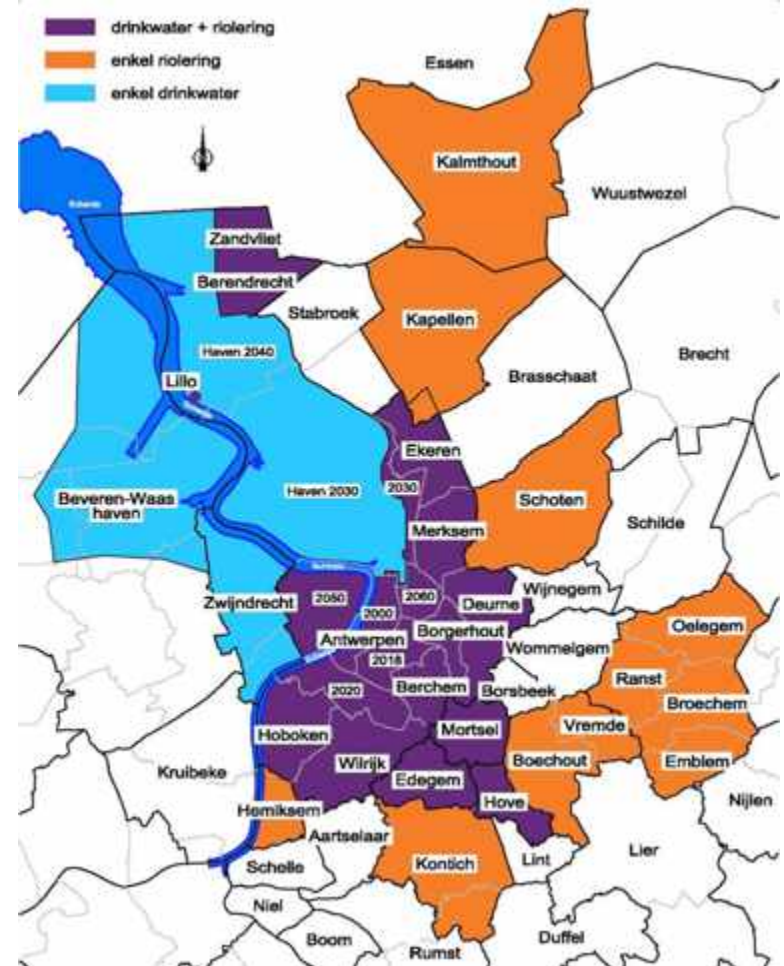 drinkwater + riolering
enkel riolering
enkel drinkwater
Essen
Kalmthout
Wuustwezel
Zandvliet
Berendrecht
Stabroek
Kapellen
Haven 2040
Brecht
Lillo
Brasschaat
Ekeren
2030
Haven 2030
Beveren-Waas
haven
Schoten
Schilde
Merksem
Zwijndrecht
2050
2060
2000
Deurne
Wijnegem
Antwerpen
Borgerhout
Oelegem
Wommelgem
2018
2020
Berchem
Borsbeek
Ranst
Broechem
Hoboken
Mortsel
Vremde
Kruibeke
Wilrijk
Edegem
Boechout
Emblem
Hove
Nijlen
Hemiksem
Aartselaar
Kontich
Lint
Lier
Schelle
Niel
Boom
Rumst
Duffel